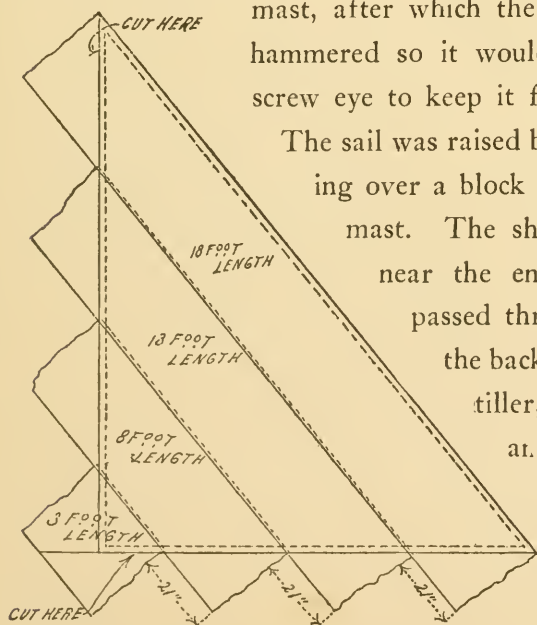 CUT HERE
mast, after which the
hammered so it woul
screw eye to keep it f
The sail was raised b
ing over a block
mast. The sh
near the en
passed thr
the back
tiller.
an
18 FOOT
LENGTH
13 FOOT
LENGTH
8 FOOT
LENGTH
3 FOOT
LENGTH
21"
21"
21"
CUT HERE